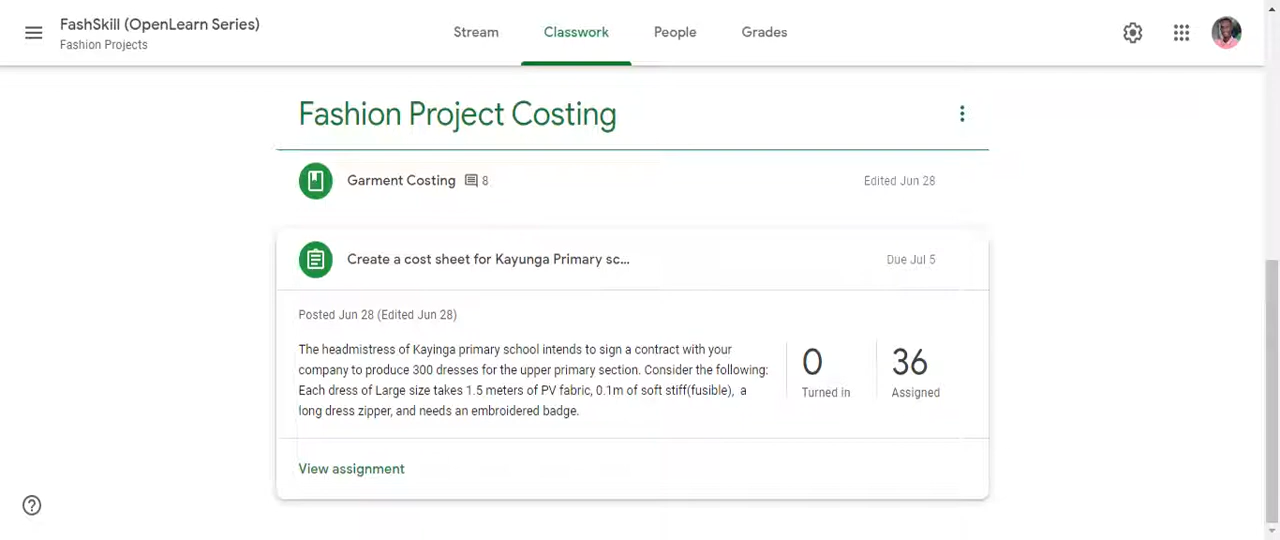 FashSkill (OpenLearn Series)
Fashion Projects
Stream
Classwork
People
Grades
Fashion Project Costing
Garment Costing 8
Edited Jun 28
Create a cost sheet for Kayunga Primary sc...
Due Jul 5
Posted Jun 28 (Edited Jun 28)
The headmistress of Kayinga primary school intends to sign a contract with your
company to produce 300 dresses for the upper primary section. Consider the following:
Each dress of Large size takes 1.5 meters of PV fabric, 0.1m of soft stiff(fusible), a
long dress zipper, and needs an embroidered badge.
0
Turned in
36
Assigned
View assignment